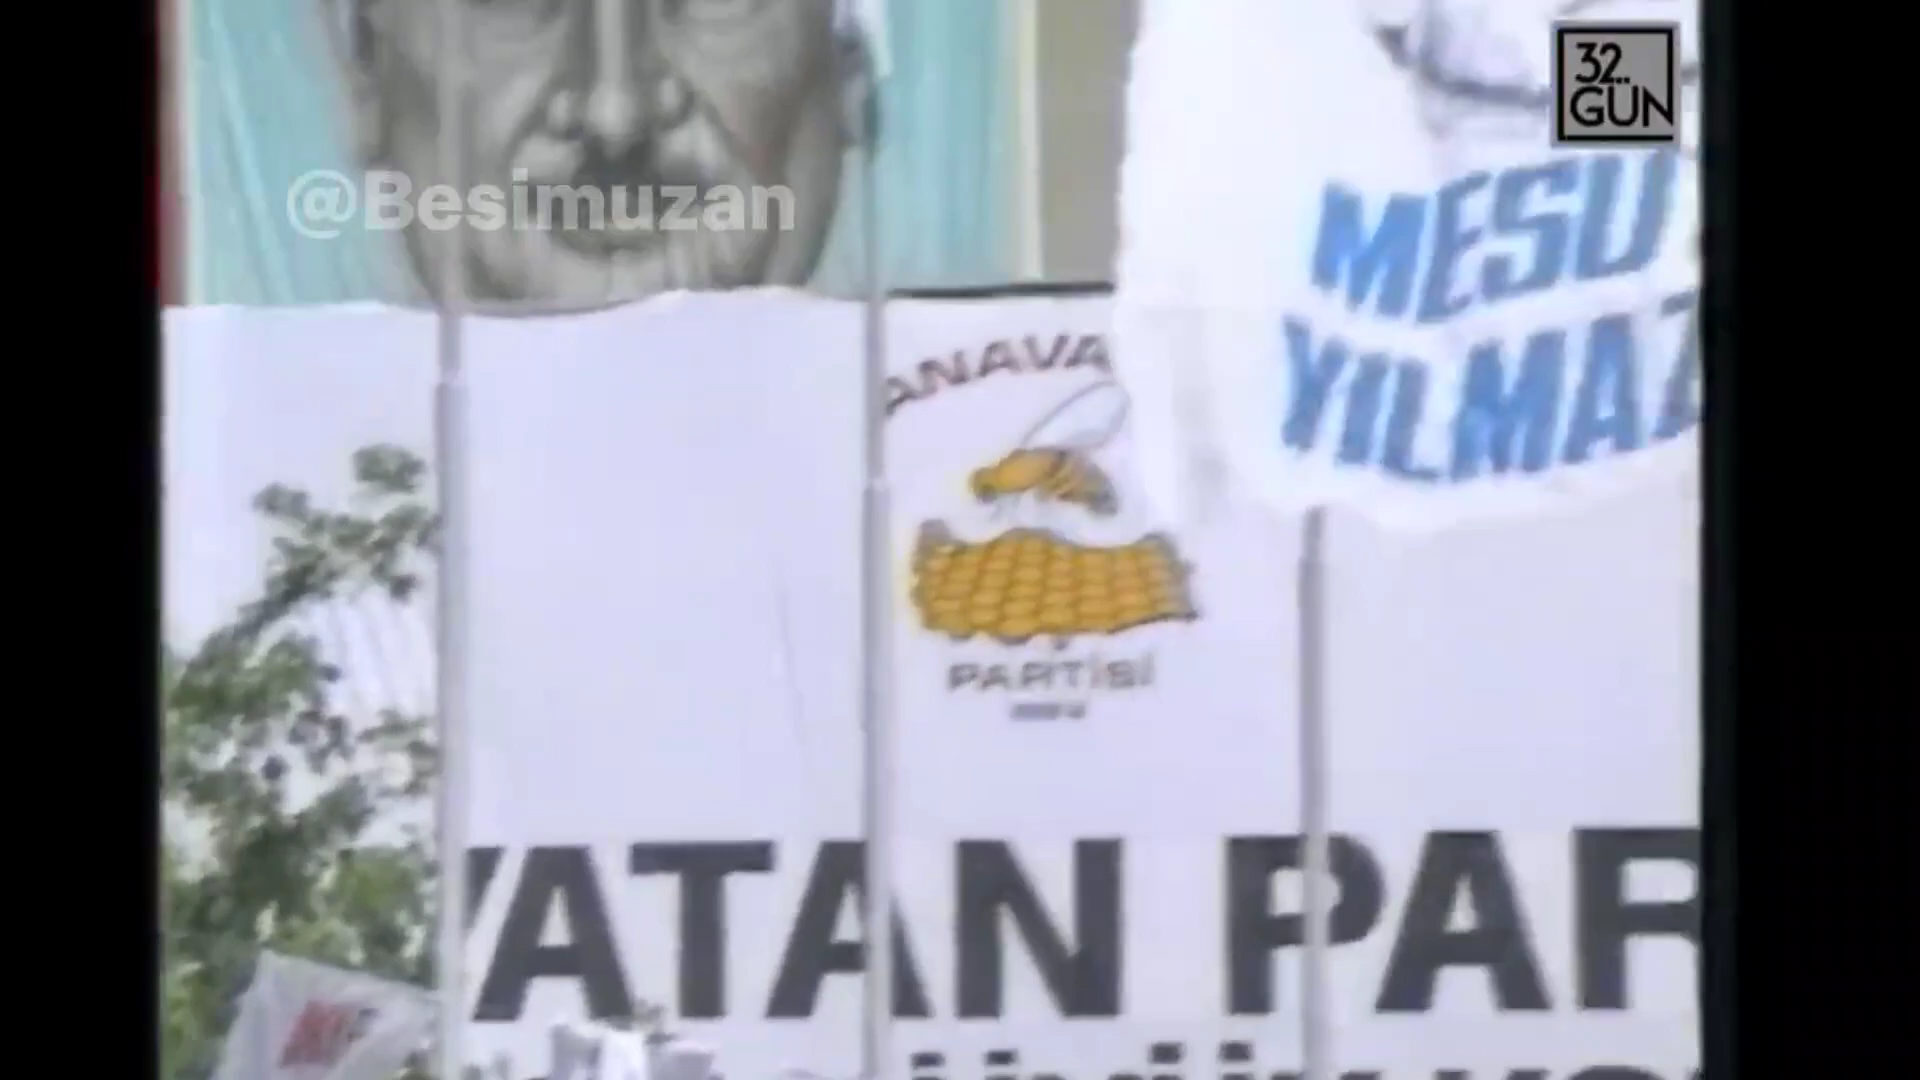 32.
GÜN
@Besimuzan
MESU
YILMAZ
ANAVA
PARTİSİ
VATAN PAR